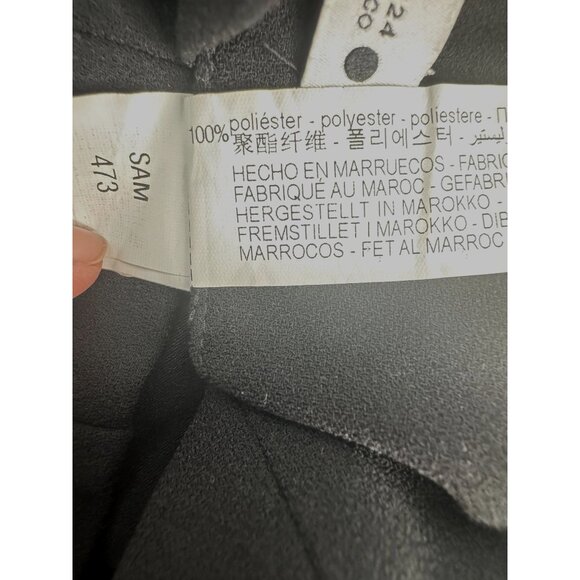 24
CO
SAM
473
100% poliéster - polyester - poliestere - П
聚酯纤维 - 폴리에스터 -
HECHO EN MARRUECOS - FABRIC
FABRIQUÉ AU MAROC - GEFABRI
HERGESTELLT IN MAROKKO -
FREMSTILLET I MAROKKO - DIB
MARROCOS - FET AL MARROC